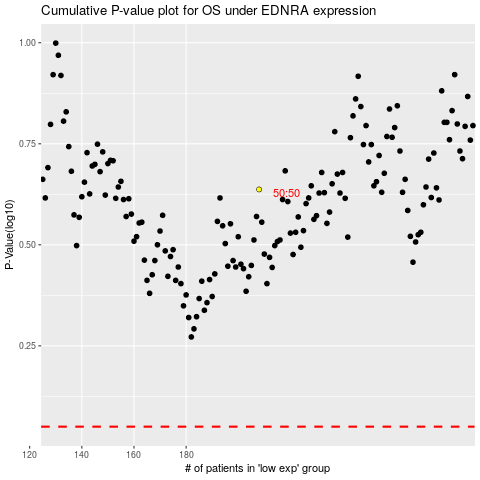 Cumulative P-value plot for OS under EDNRA expression
P-Value(log10)
1.00
0.75
0.50
0.25
50:50
120 140 160 180
# of patients in 'low exp' group